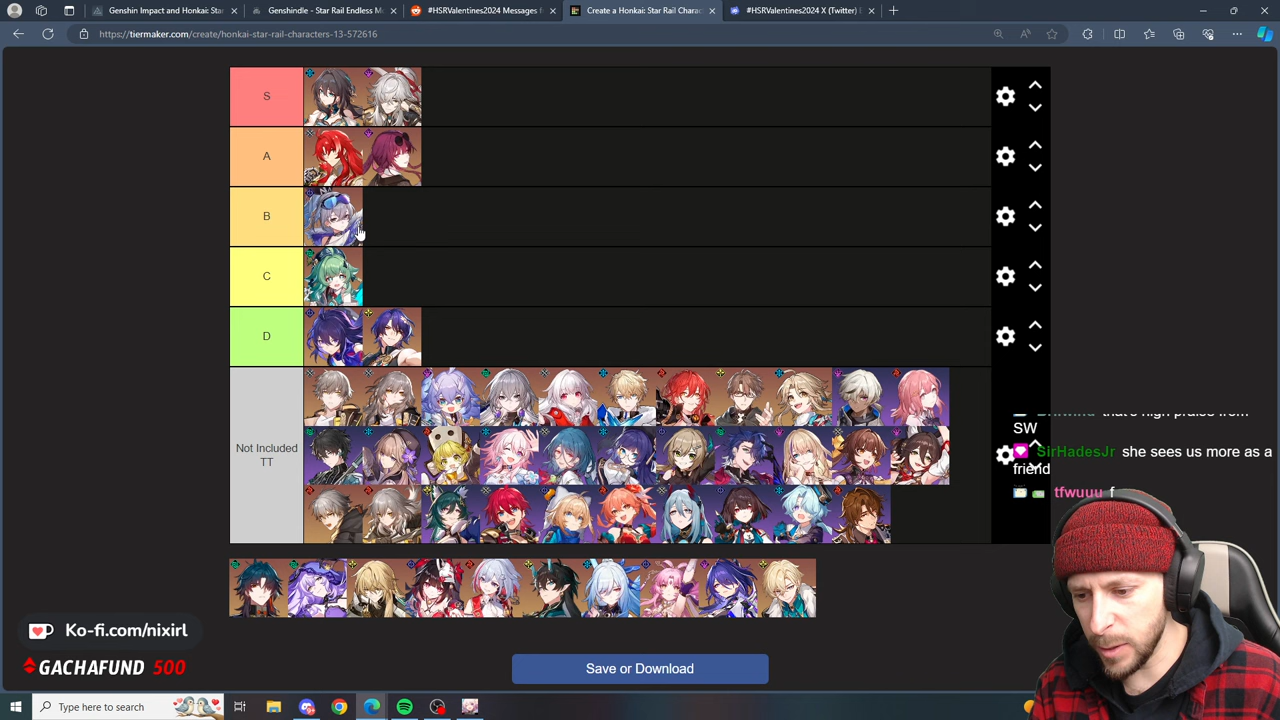 Genshin Impact and Honkai: Star
Genshindle - Star Rail Endless M
#HSRValentines2024 Messages f
Create a Honkai: Star Rail Charac
#HSRValentines2024 X (Twitter)
https://tiermaker.com/create/honkai-star-rail-characters-13-572616
S
A
B
C
D
Not Included
TT
that's high praise from
SW
SirHadesJr she sees us more as a
friend
tfwuuu f
Ko-fi.com/nixirl
GACHAFUND 500
Save or Download
Type here to search